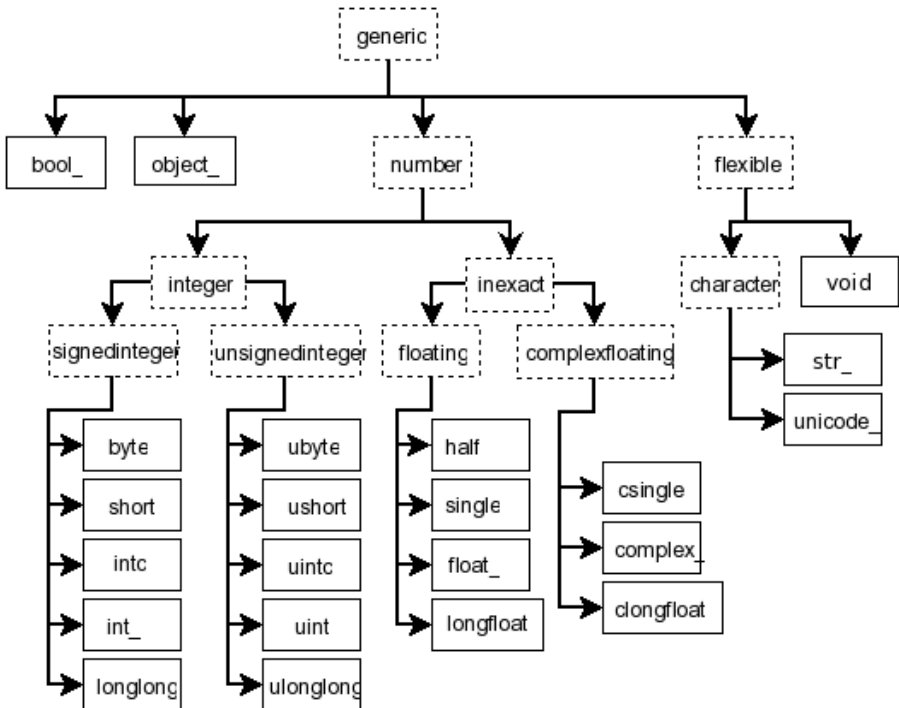 generic
bool_
object_
number
flexible
integer
inexact
character
void
signedinteger
unsignedinteger
floating
complexfloating
str_
unicode_
byte
ubyte
half
short
ushort
single
csingle
intc
uintc
float_
complex_
int_
uint
longfloat
clongfloat
longlong
ulonglong